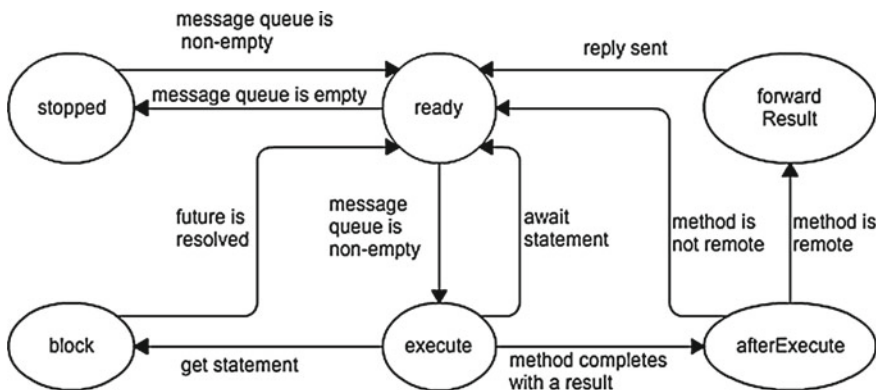 message queue is
non-empty
reply sent
stopped
message queue is empty
ready
forward
Result
future is
resolved
message
queue is
non-empty
await
statement
method is
not remote
method is
remote
block
get statement
execute
method completes
with a result
afterExecute